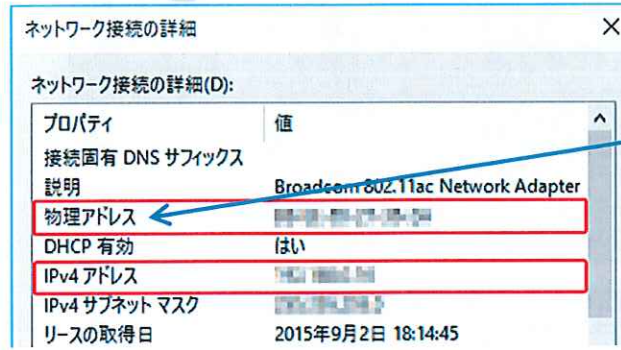 ネットワーク接続の詳細
ネットワーク接続の詳細(D):
プロパティ 値
接続固有 DNS サフィックス
説明 Broadcom 802.11ac Network Adapter
物理アドレス
DHCP 有効 はい
IPv4 アドレス
IPv4 サブネット マスク
リースの取得日 2015年9月2日 18:14:45